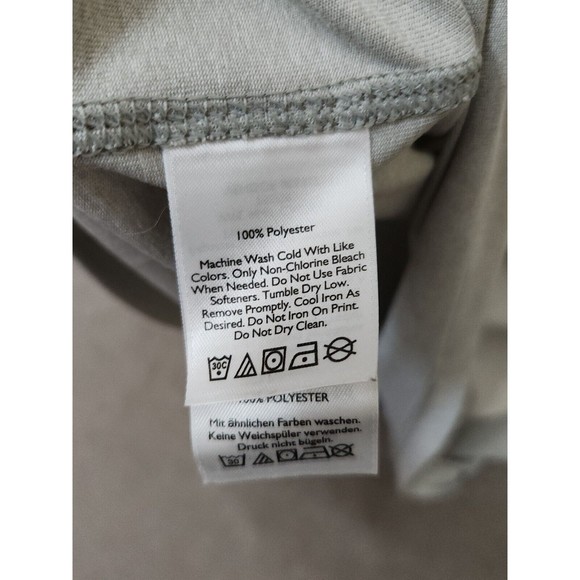 100% Polyester
Machine Wash Cold With Like
Colors. Only Non-Chlorine Bleach
When Needed. Do Not Use Fabric
Softeners. Tumble Dry Low.
Remove Promptly. Cool Iron As
Desired. Do Not Iron On Print.
Do Not Dry Clean.
30C
100% POLYESTER
Mit ähnlichen Farben waschen.
Keine Weichspüler verwenden.
Druck nicht bügeln.
30